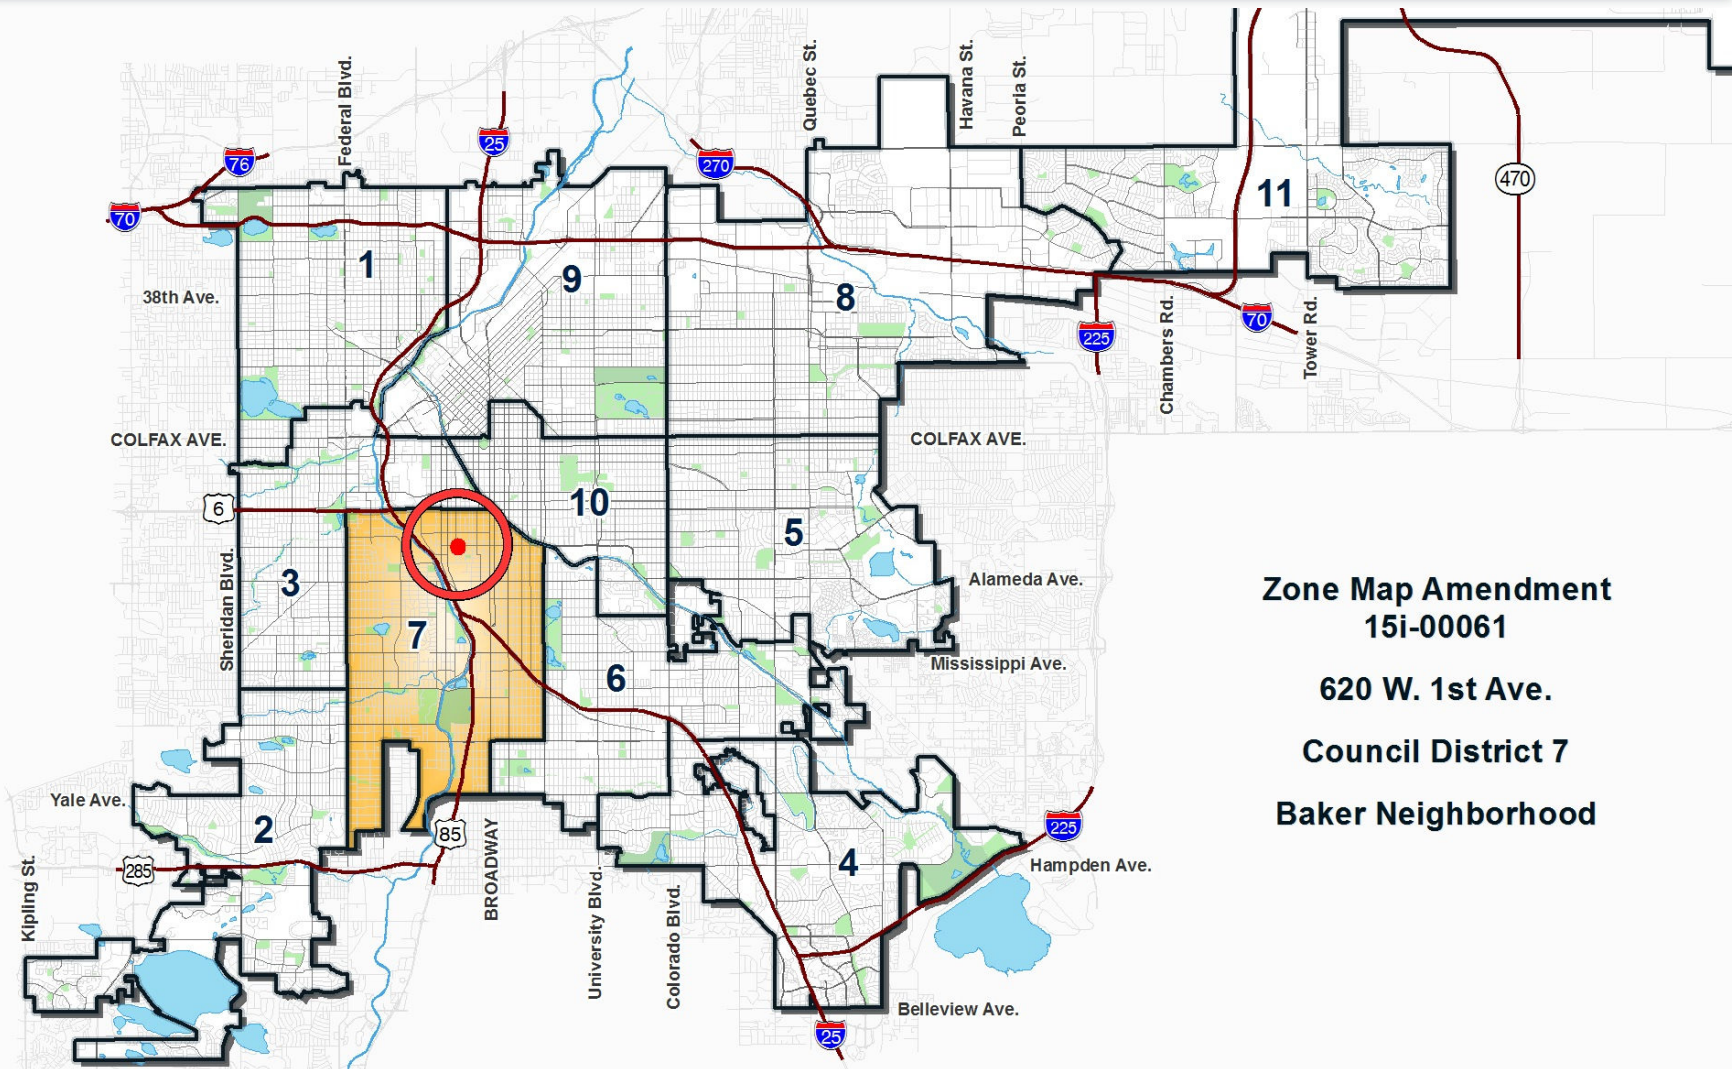 Federal Blvd.
Quebec St.
Havana St.
Peoria St.
25
76
270
470
70
11
1
9
8
38th Ave.
225
70
Chambers Rd.
Tower Rd.
COLFAX AVE.
COLFAX AVE.
6
10
5
3
Sheridan Blvd.
Alameda Ave.
Zone Map Amendment
15i-00061
7
6
Mississippi Ave.
620 W. 1st Ave.
Council District 7
Yale Ave.
Baker Neighborhood
2
85
225
4
285
Hampden Ave.
Kipling St.
BROADWAY
University Blvd.
Colorado Blvd.
Belleview Ave.
25